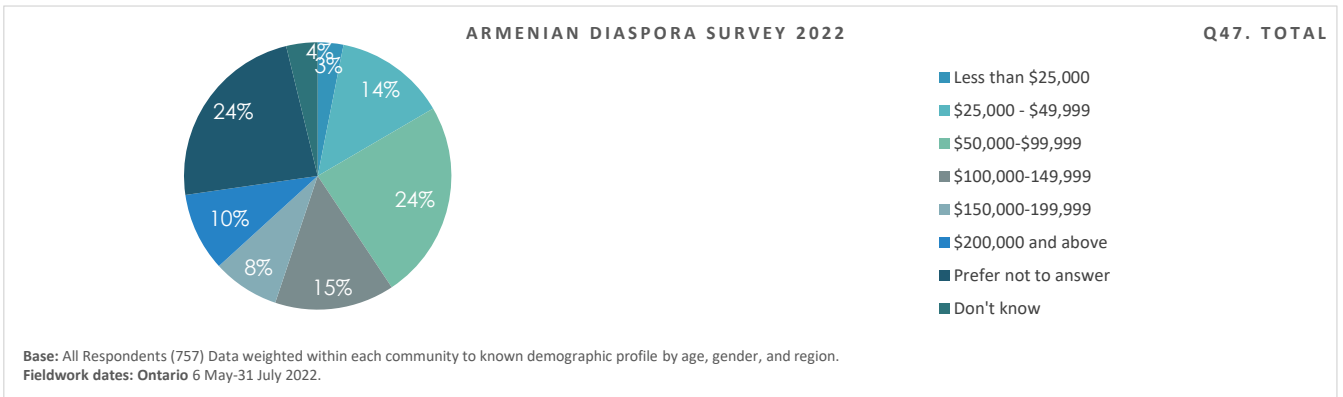 ARMENIAN DIASPORA SURVEY 2022
Q47. TOTAL
4%
3%
14%
24%
24%
10%
8%
15%
Less than $25,000
$25,000 - $49,999
$50,000-$99,999
$100,000-149,999
$150,000-199,999
$200,000 and above
Prefer not to answer
Don't know
Base: All Respondents (757) Data weighted within each community to known demographic profile by age, gender, and region.
Fieldwork dates: Ontario 6 May-31 July 2022.